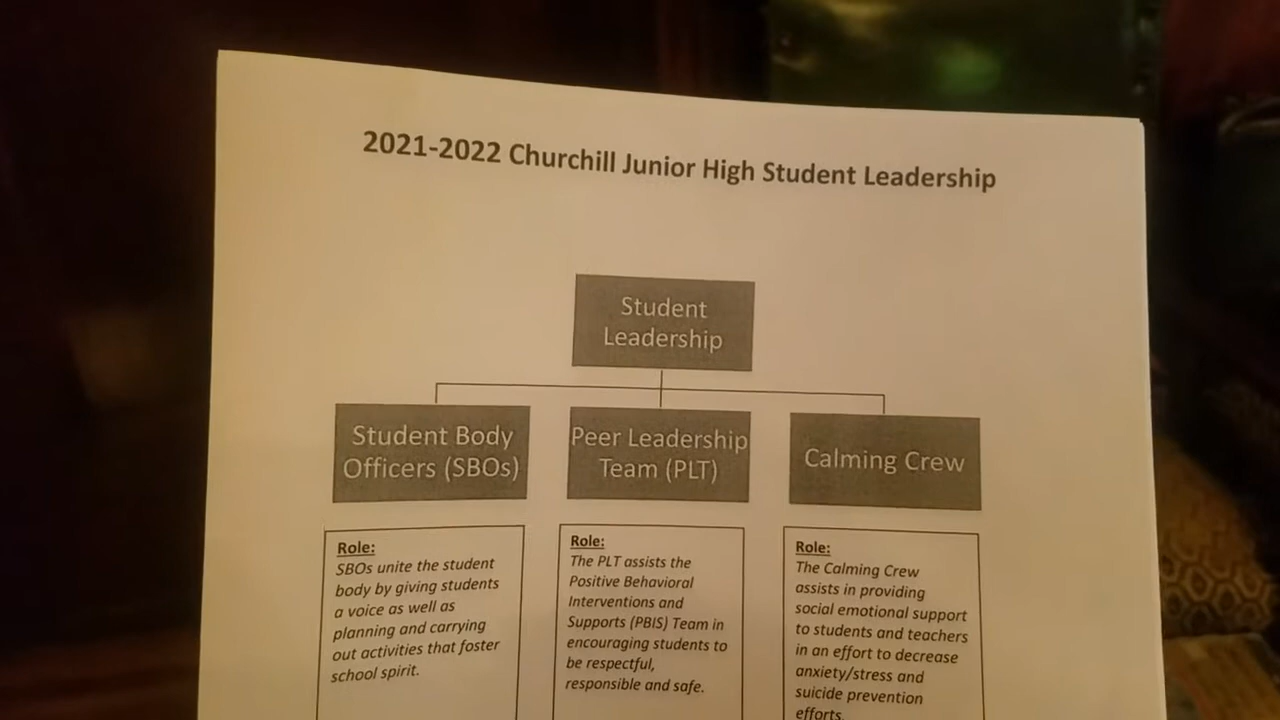 2021-2022 Churchill Junior High Student Leadership
Student
Leadership
Student Body
Officers (SBOs)
Peer Leadership
Team (PLT)
Calming Crew
Role:
SBOs unite the student
body by giving students
a voice as well as
planning and carrying
out activities that foster
school spirit.
Role:
The PLT assists the
Positive Behavioral
Interventions and
Supports (PBIS) Team in
encouraging students to
be respectful,
responsible and safe.
Role:
The Calming Crew
assists in providing
social emotional support
to students and teachers
in an effort to decrease
anxiety/stress and
suicide prevention
efforts.